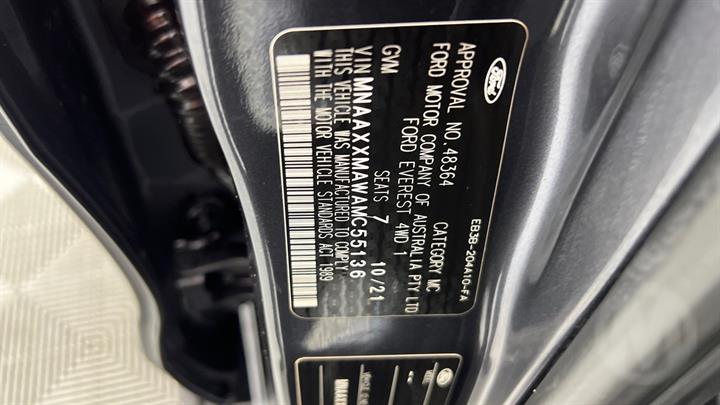 Ford
EB3B-204A10-FA
APPROVAL NO. 48364 CATEGORY MC
FORD MOTOR COMPANY OF AUSTRALIA PTY LTD
FORD EVEREST 4WD 1
GVM SEATS 7 10/21
VIN MNAAXXMAWAMC55136
THIS VEHICLE WAS MANUFACTURED TO COMPLY
WITH THE MOTOR VEHICLE STANDARDS ACT 1989
Ford